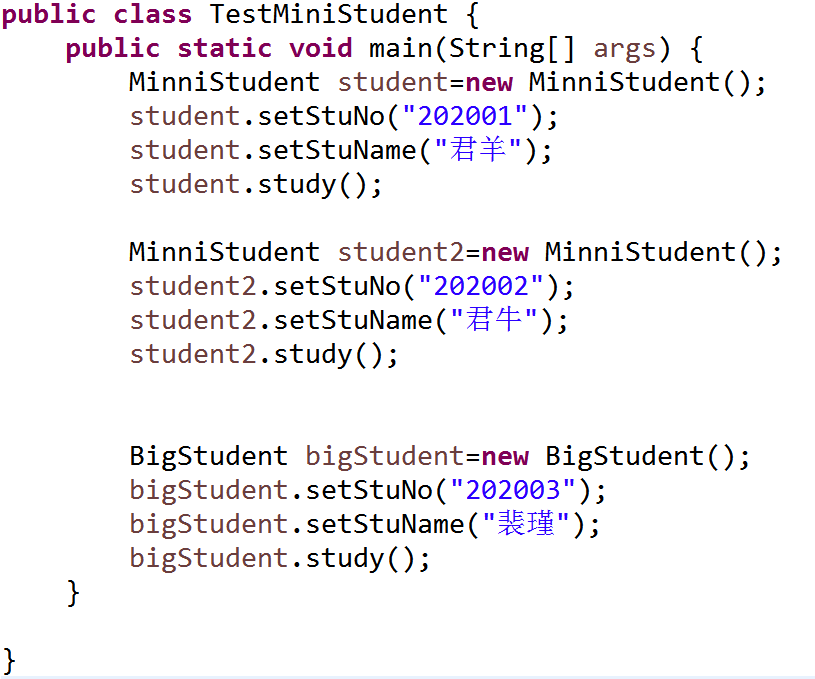 public class TestMiniStudent {
public static void main(String[] args) {
MinniStudent student=new MinniStudent();
student.setStuNo("202001");
student.setStuName("君羊");
student.study();
MinniStudent student2=new MinniStudent();
student2.setStuNo("202002");
student2.setStuName("君牛");
student2.study();
BigStudent bigStudent=new BigStudent();
bigStudent.setStuNo("202003");
bigStudent.setStuName("裴瑾");
bigStudent.study();
}
}